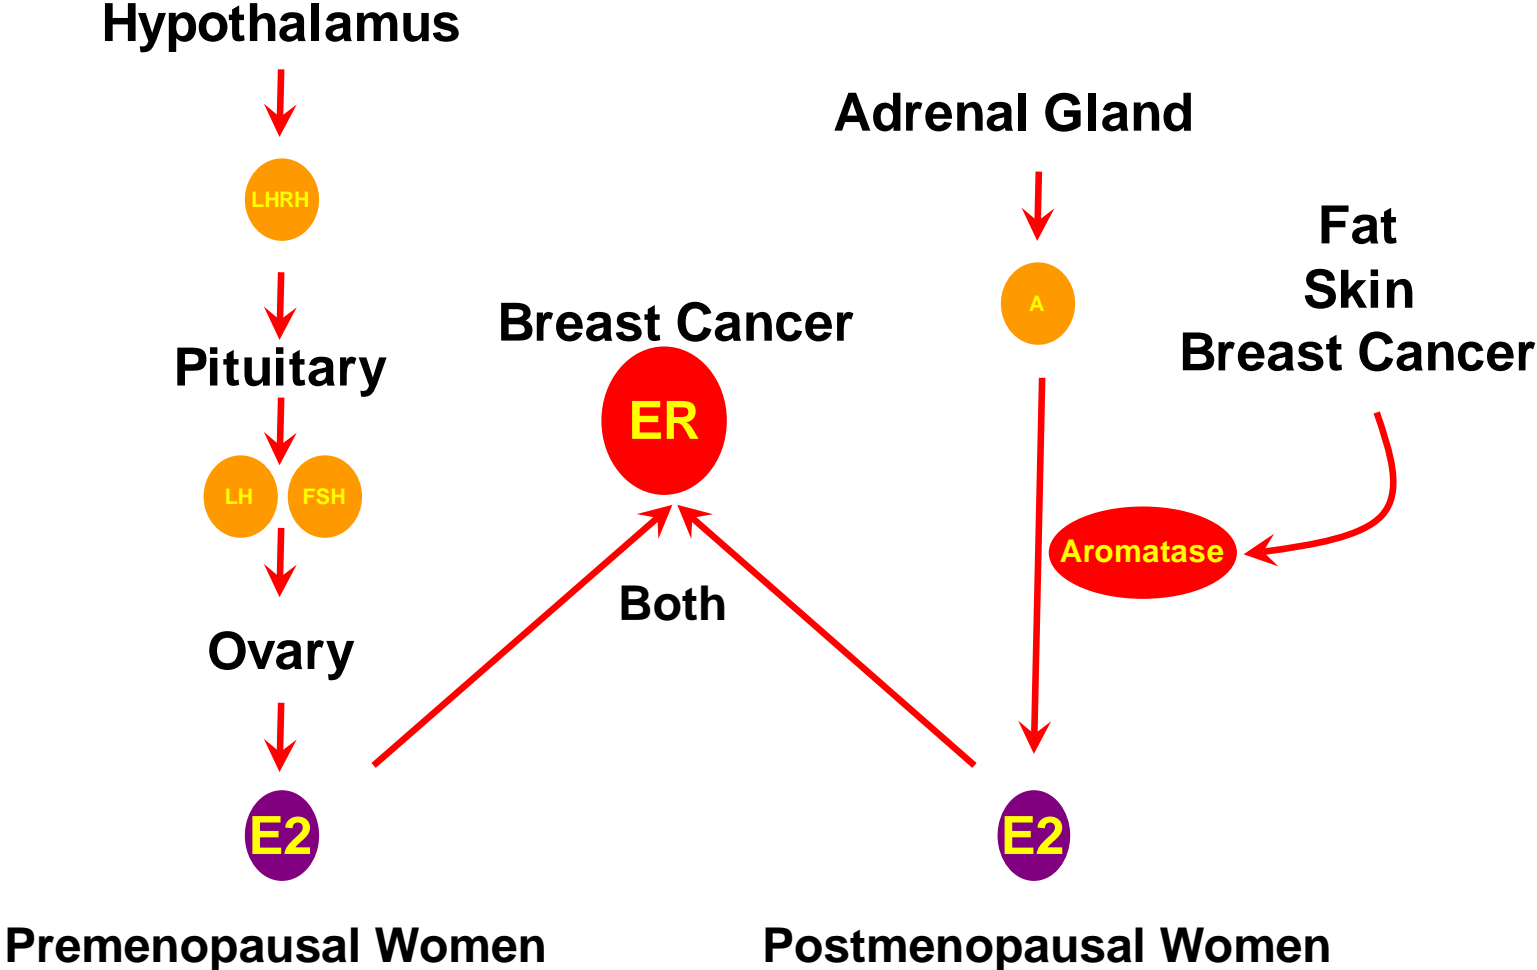 Hypothalamus
LHRH
Pituitary
LH FSH
Ovary
E2
Premenopausal Women
Breast Cancer
ER
Both
Adrenal Gland
A
Fat
Skin
Breast Cancer
Aromatase
E2
Postmenopausal Women